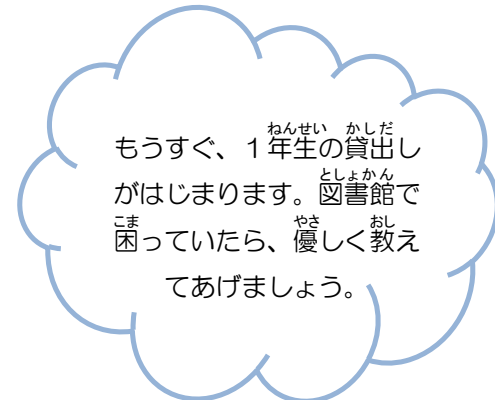 もうすぐ、１年生の貸出し
がはじまります。図書館で
困っていたら、優しく教え
てあげましょう。